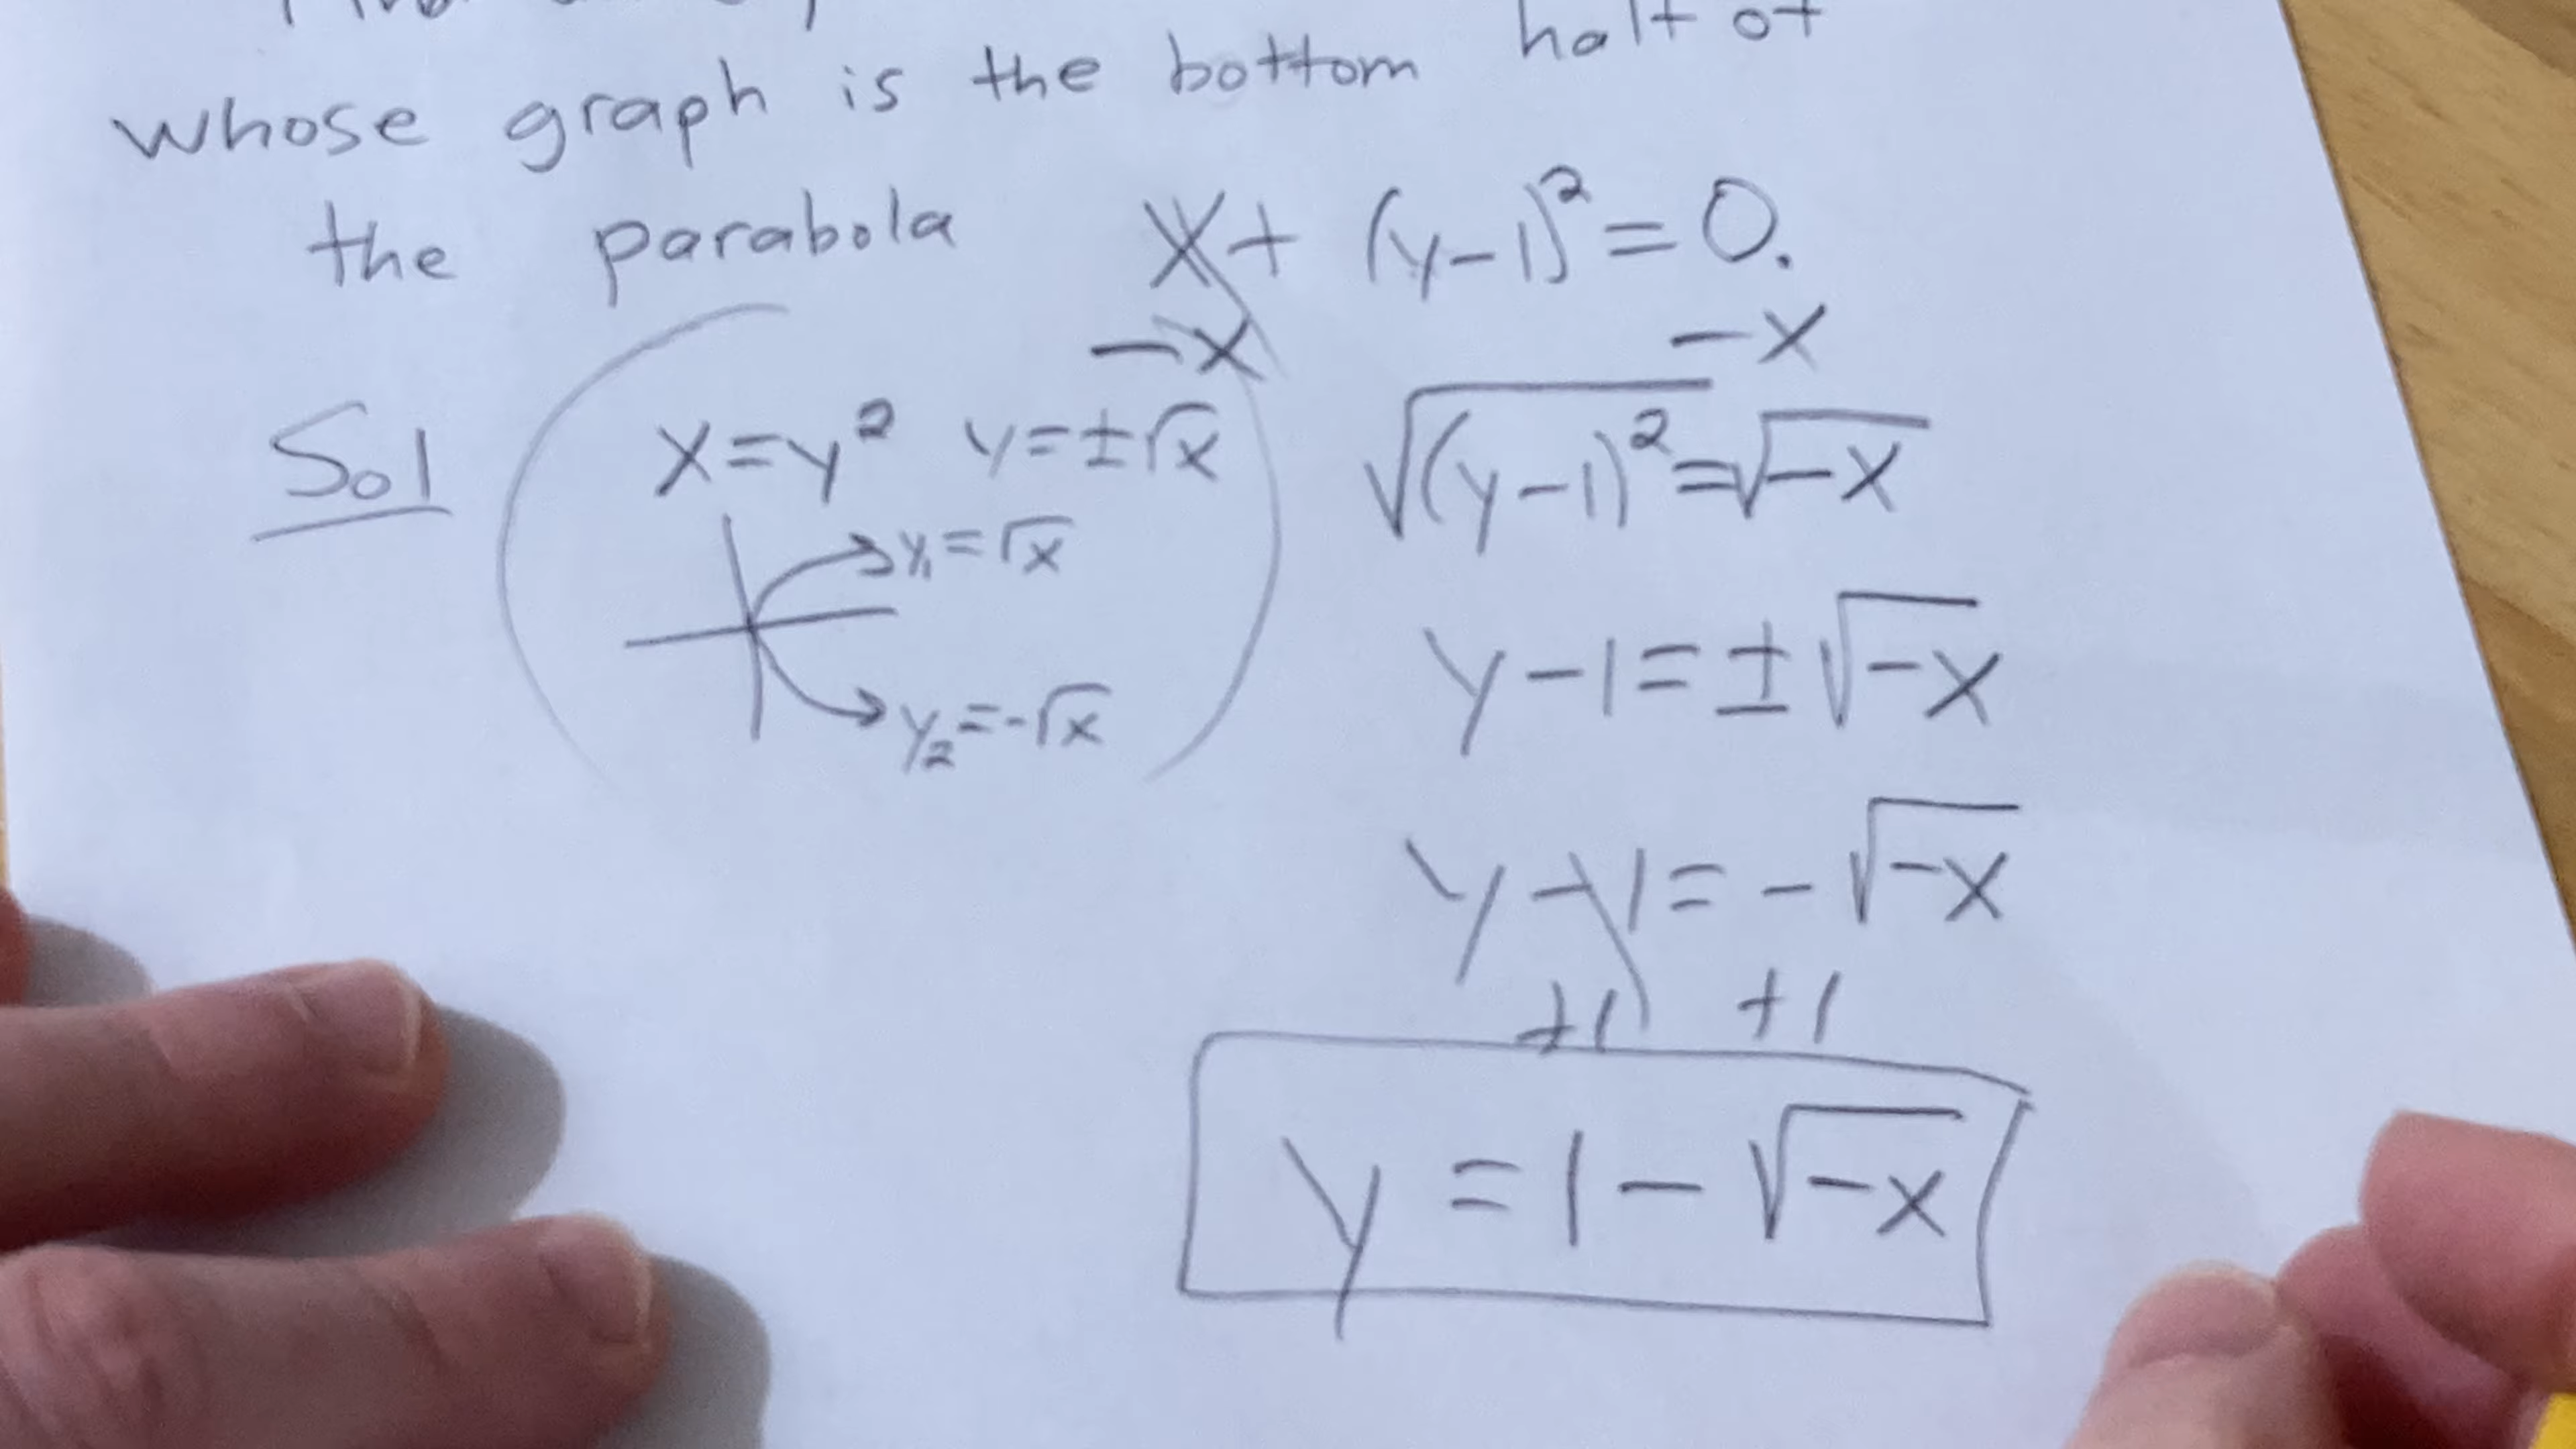 whose graph is the bottom half of
the parabola x + (y-1)² = 0.
-x -x
Sol
x=y² y=±√x
y₁=√x
y₂=-√x
√(y-1)²=√-x
y-1=±√-x
y-1=-√-x
+1 +1
y=1-√-x